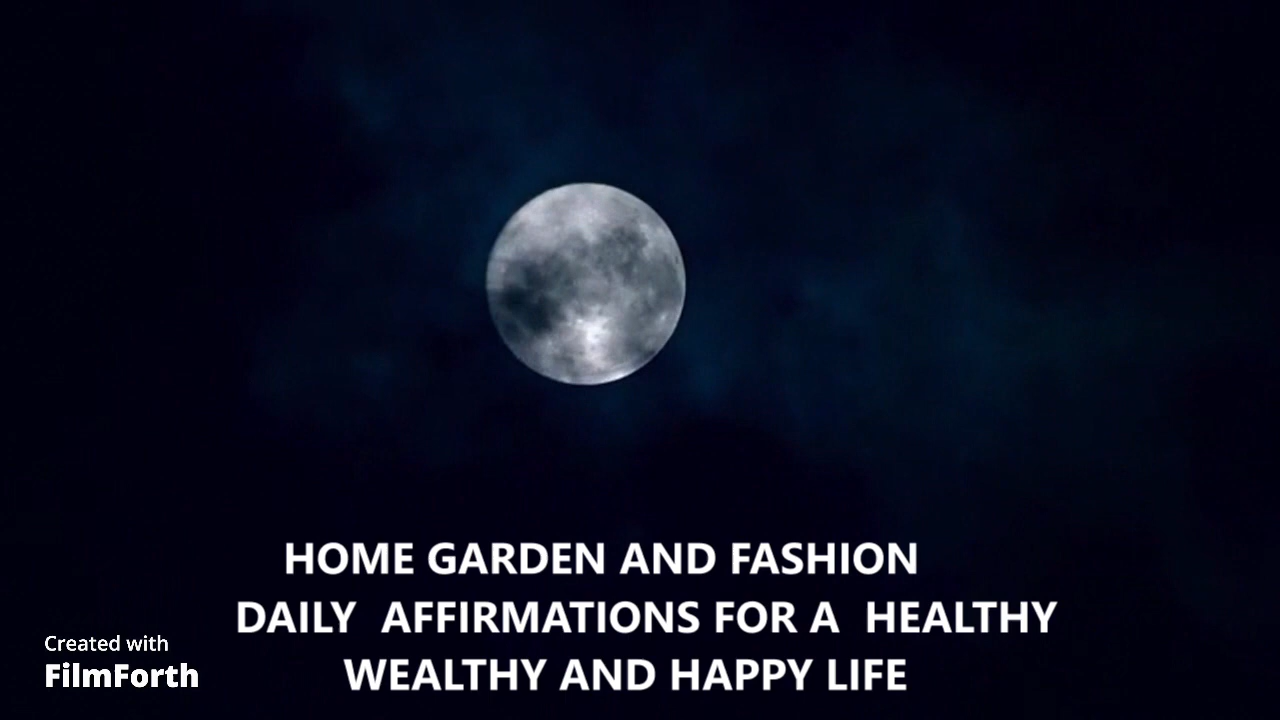 HOME GARDEN AND FASHION
DAILY  AFFIRMATIONS FOR A  HEALTHY
WEALTHY AND HAPPY LIFE
Created with
FilmForth